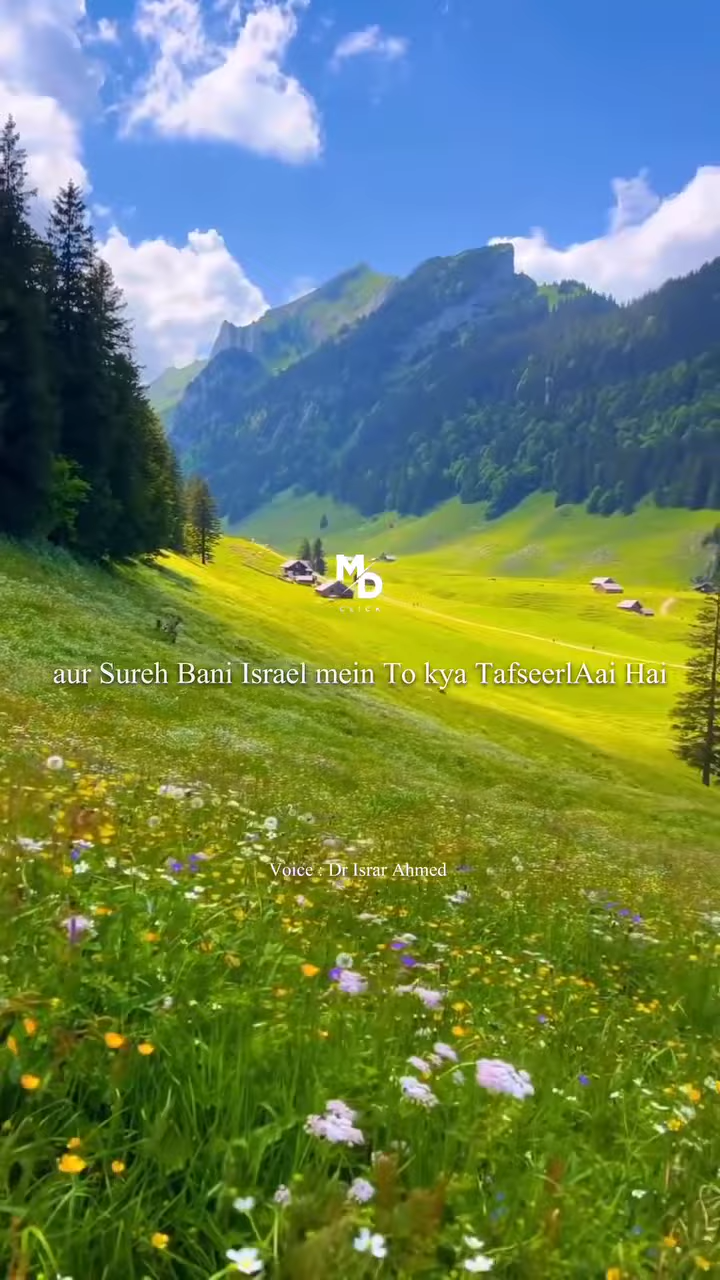 MD
CLICK
aur Sureh Bani Israel mein To kya TafseerlAai Hai
Voice : Dr Israr Ahmed